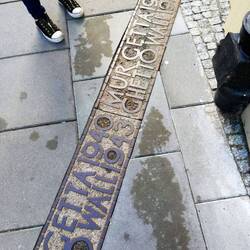 GETTA 1940 MUR GETTA
WALL 1943 GHETTO WALL